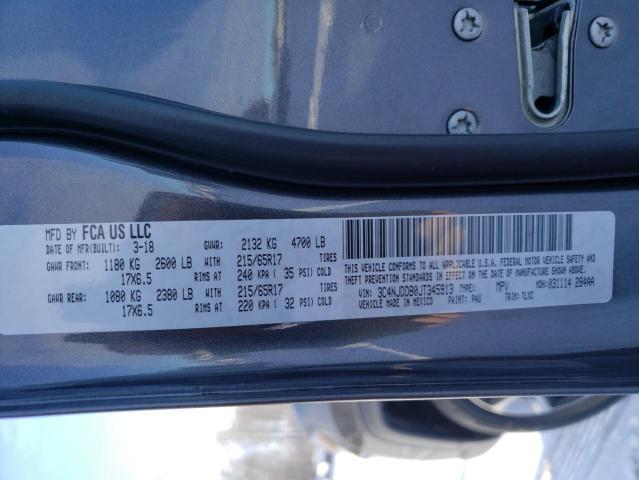 MFD BY FCA US LLC
DATE OF MFR(BUILT): 3-18 GVWR: 2132 KG 4700 LB
GAWR FRONT: 1180 KG 2600 LB WITH 215/65R17 TIRES
17X6.5 RIMS AT 240 KPA ( 35 PSI) COLD
GAWR REAR: 1080 KG 2380 LB WITH 215/65R17 TIRES
17X6.5 RIMS AT 220 KPA ( 32 PSI) COLD
THIS VEHICLE CONFORMS TO ALL APPLICABLE U.S.A. FEDERAL MOTOR VEHICLE SAFETY, BUMPER, AND
THEFT PREVENTION STANDARDS IN EFFECT ON THE DATE OF MANUFACTURE SHOWN ABOVE.
VIN: 3C4NJDDB0JT345913 TYPE: MPV MDH: 031114 284AA
VEHICLE MADE IN MEXICO PAINT: PAU TRIM: TLXC